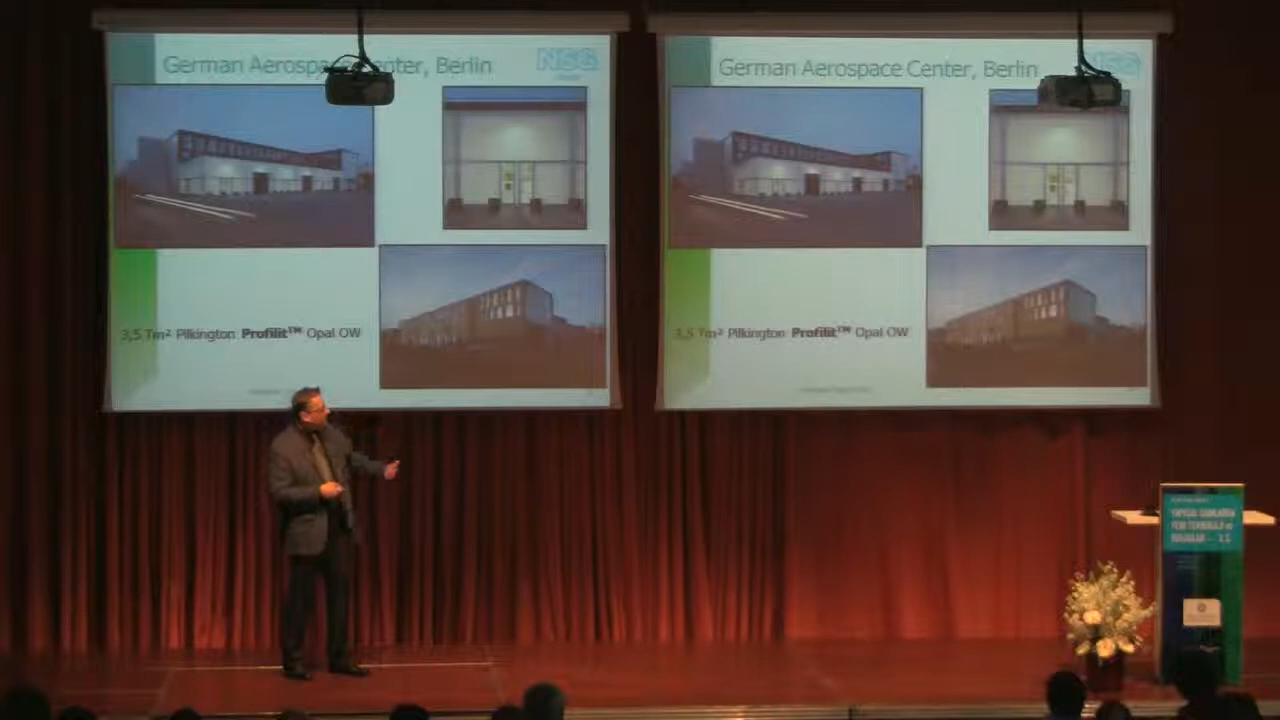 German Aerospace Center, Berlin
NSG
3,5 Tm² Pilkington Profilit™ Opal OW
German Aerospace Center, Berlin
NSG
3,5 Tm² Pilkington Profilit™ Opal OW